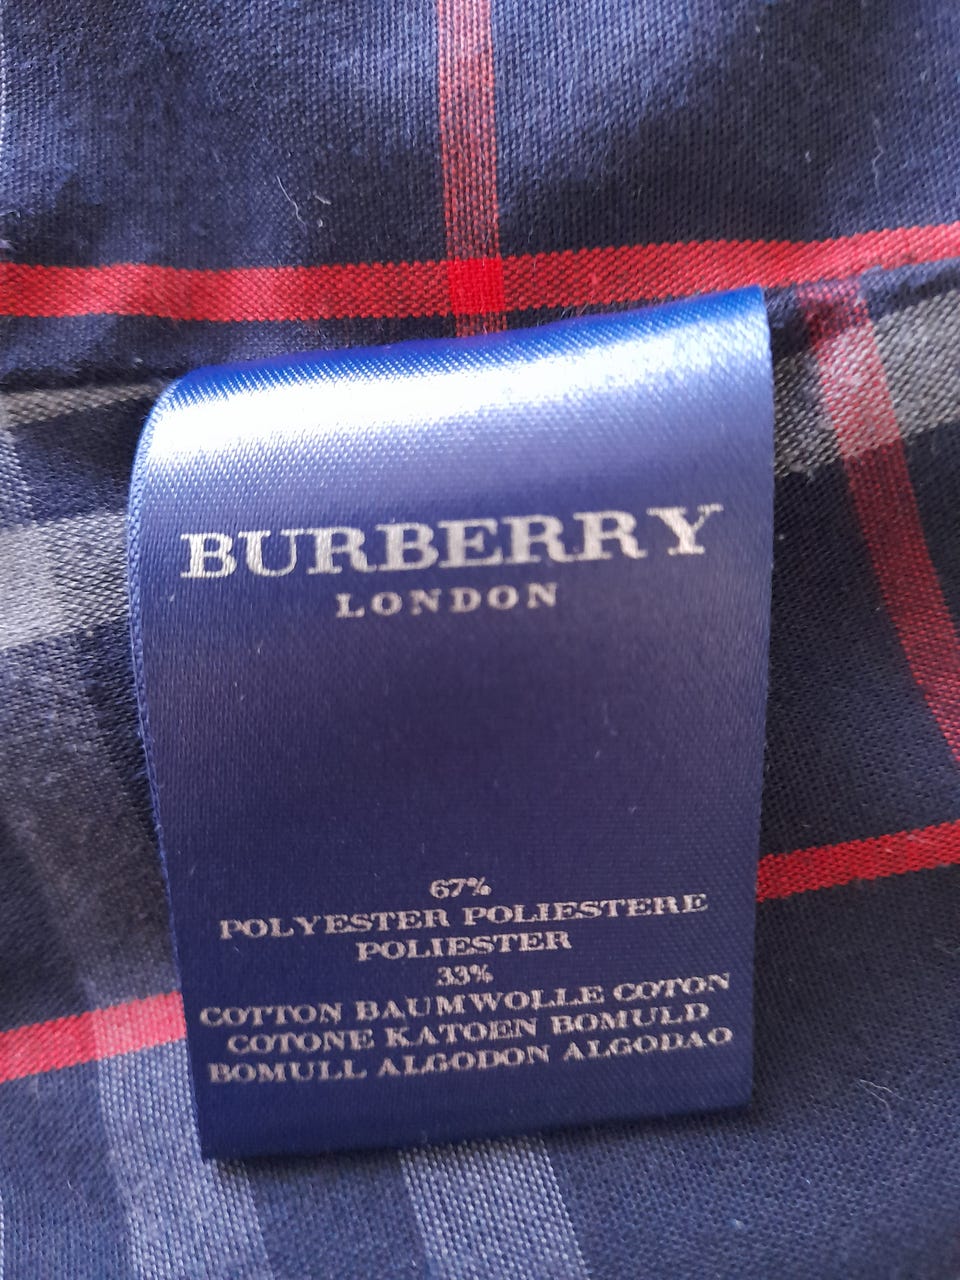 BURBERRY
LONDON
67%
POLYESTER POLIESTERE
POLIESTER
33%
COTTON BAUMWOLLE COTON
COTONE KATOEN BOMULD
BOMULL ALGODON ALGODAO